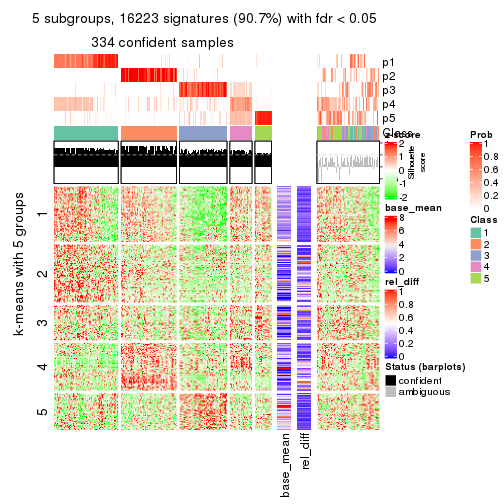 5 subgroups, 16223 signatures (90.7%) with fdr < 0.05
334 confident samples
p1
p2
p3
p4
p5
Class
Silhouette score
k-means with 5 groups
1
2
3
4
5
base_mean
rel_diff
z-score
2
1
0
-1
-2
base_mean
8
6
4
2
0
rel_diff
1
0.8
0.6
0.4
0.2
0
Status (barplots)
confident
ambiguous
Prob
1
0.8
0.6
0.4
0.2
0
Class
1
2
3
4
5